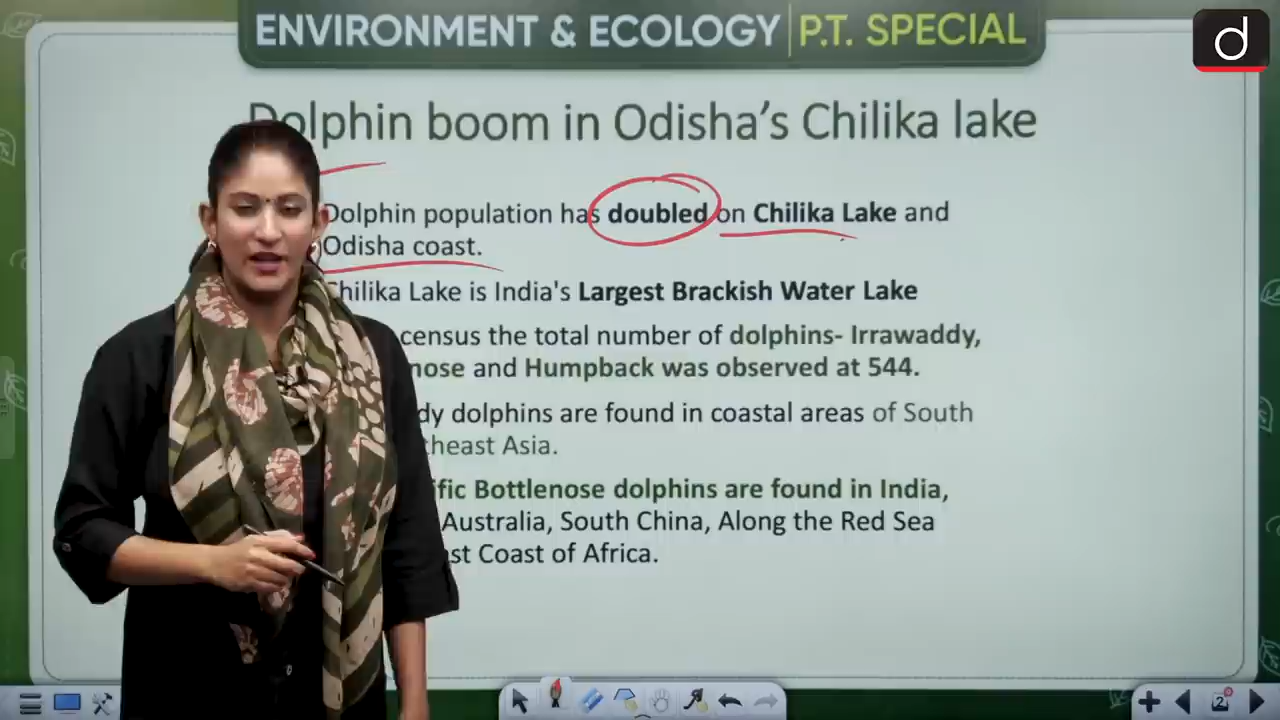 ENVIRONMENT & ECOLOGY P.T. SPECIAL
d
Dolphin boom in Odisha's Chilika lake
Dolphin population has doubled on Chilika Lake and
Odisha coast.
Chilika Lake is India's Largest Brackish Water Lake
census the total number of dolphins- Irrawaddy,
nose and Humpback was observed at 544.
dy dolphins are found in coastal areas of South
theast Asia.
ific Bottlenose dolphins are found in India,
Australia, South China, Along the Red Sea
st Coast of Africa.
2